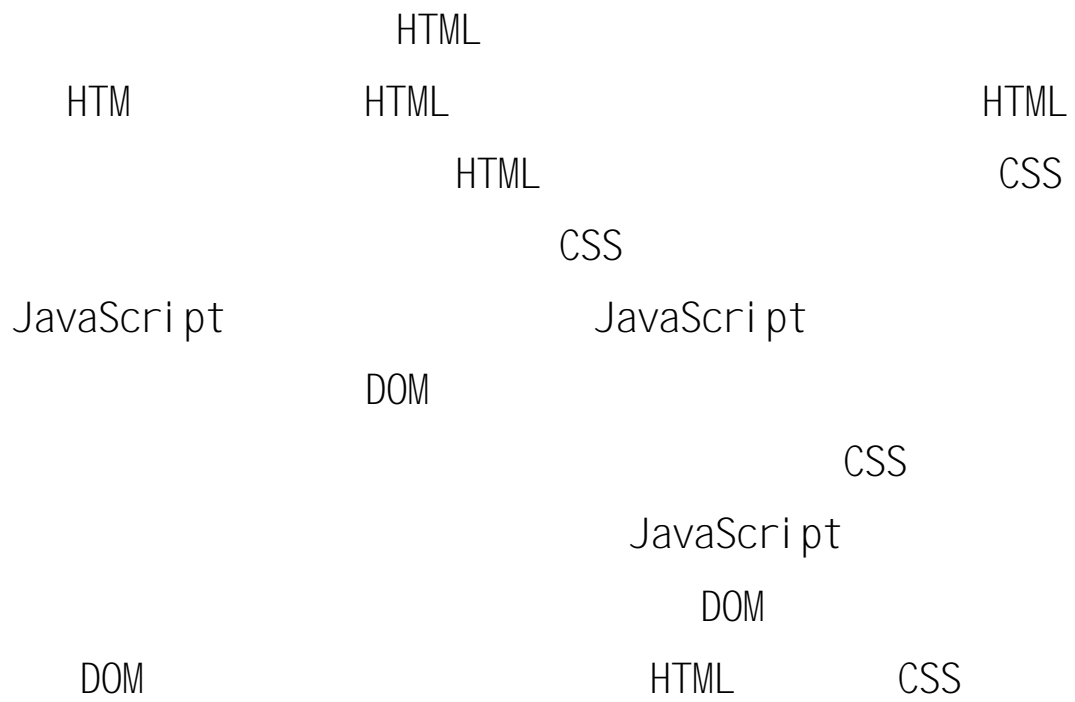 HTML
HTM HTML HTML
HTML CSS
CSS
JavaScript JavaScript
DOM
CSS
JavaScript
DOM
DOM HTML CSS